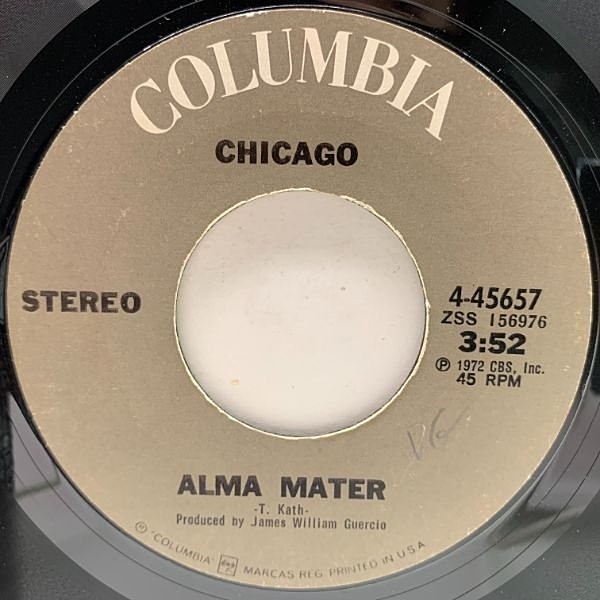 COLUMBIA
CHICAGO
STEREO
4-45657
ZSS 156976
3:52
℗ 1972 CBS, Inc.
45 RPM
ALMA MATER
-T. Kath-
Produced by James William Guercio
"COLUMBIA" MARCAS REG. PRINTED IN U.S.A